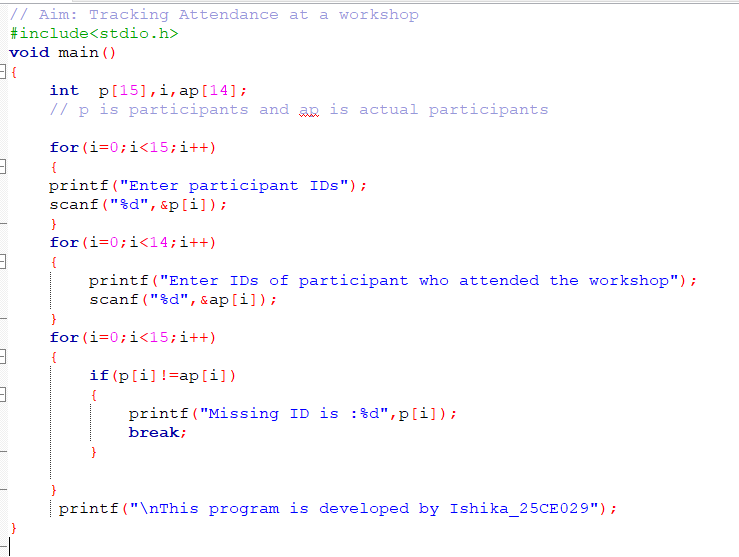 // Aim: Tracking Attendance at a workshop
#include<stdio.h>
void main()
{
    int  p[15],i,ap[14];
    // p is participants and ap is actual participants

    for(i=0;i<15;i++)
    {
    printf("Enter participant IDs");
    scanf("%d",&p[i]);
    }
    for(i=0;i<14;i++)
    {
        printf("Enter IDs of participant who attended the workshop");
        scanf("%d",&ap[i]);
    }
    for(i=0;i<15;i++)
    {
        if(p[i]!=ap[i])
        {
            printf("Missing ID is :%d",p[i]);
            break;
        }

    }
     printf("\nThis program is developed by Ishika_25CE029");
}